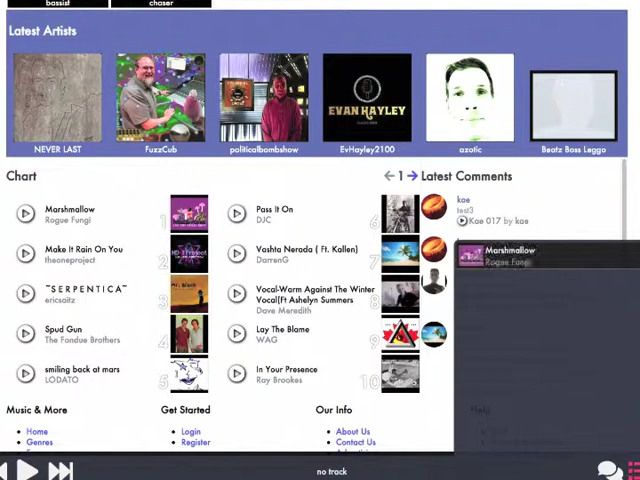 bassist
chaser
Latest Artists
EVAN HAYLEY
NEVER LAST
FuzzCub
politicalbombshow
EvHayley2100
azotic
Beatz Boss Leggo
Chart
← 1 → Latest Comments
Marshmallow
Rogue Fungi
1
Pass It On
DJC
6
kae
test3
Kae 017 by kae
Make It Rain On You
theoneproject
2
Vashta Nerada ( Ft. Kallen)
DarrenG
7
Marshmallow
Rogue Fungi
~S E R P E N T I C A~
ericsaitz
3
Vocal-Warm Against The Winter
Vocal(Ft Ashelyn Summers
Dave Meredith
8
Spud Gun
The Fondue Brothers
4
Lay The Blame
WAG
9
smiling back at mars
LODATO
5
In Your Presence
Ray Brookes
10
Music & More
Get Started
Our Info
Help
Home
Genres
Login
Register
About Us
Contact Us
no track